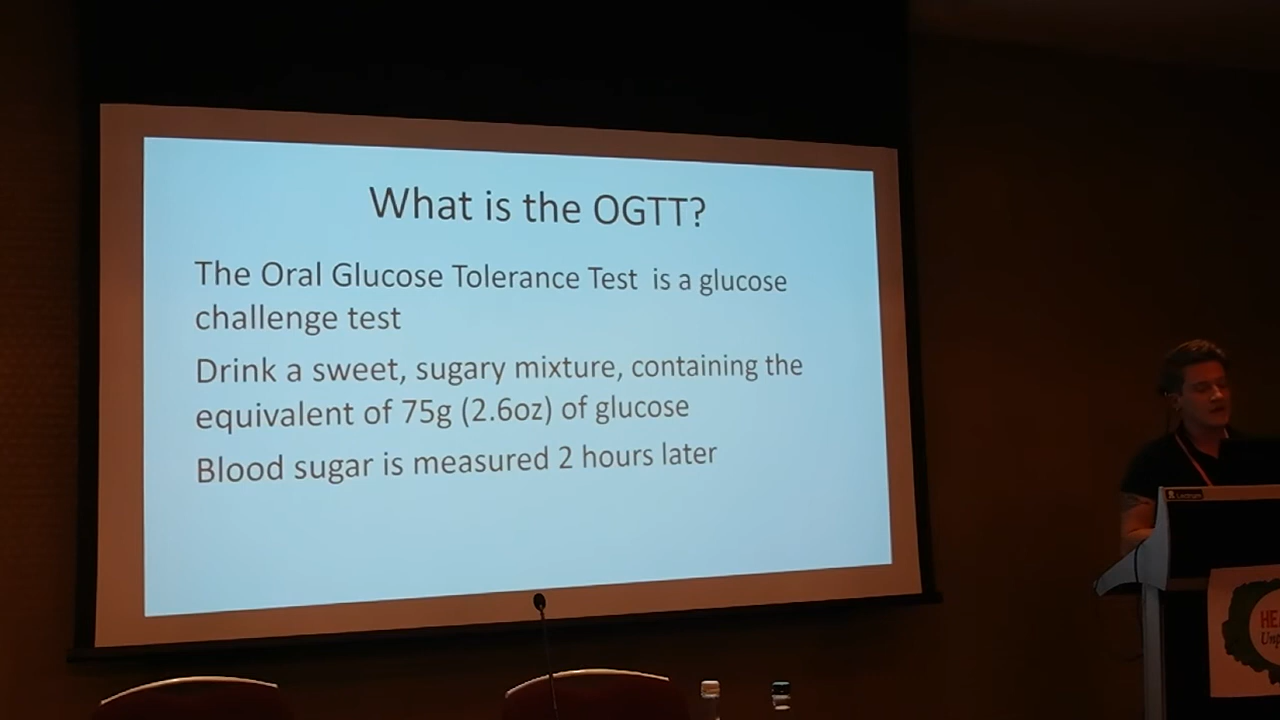 What is the OGTT?
The Oral Glucose Tolerance Test is a glucose
challenge test
Drink a sweet, sugary mixture, containing the
equivalent of 75g (2.6oz) of glucose
Blood sugar is measured 2 hours later
Lectrum